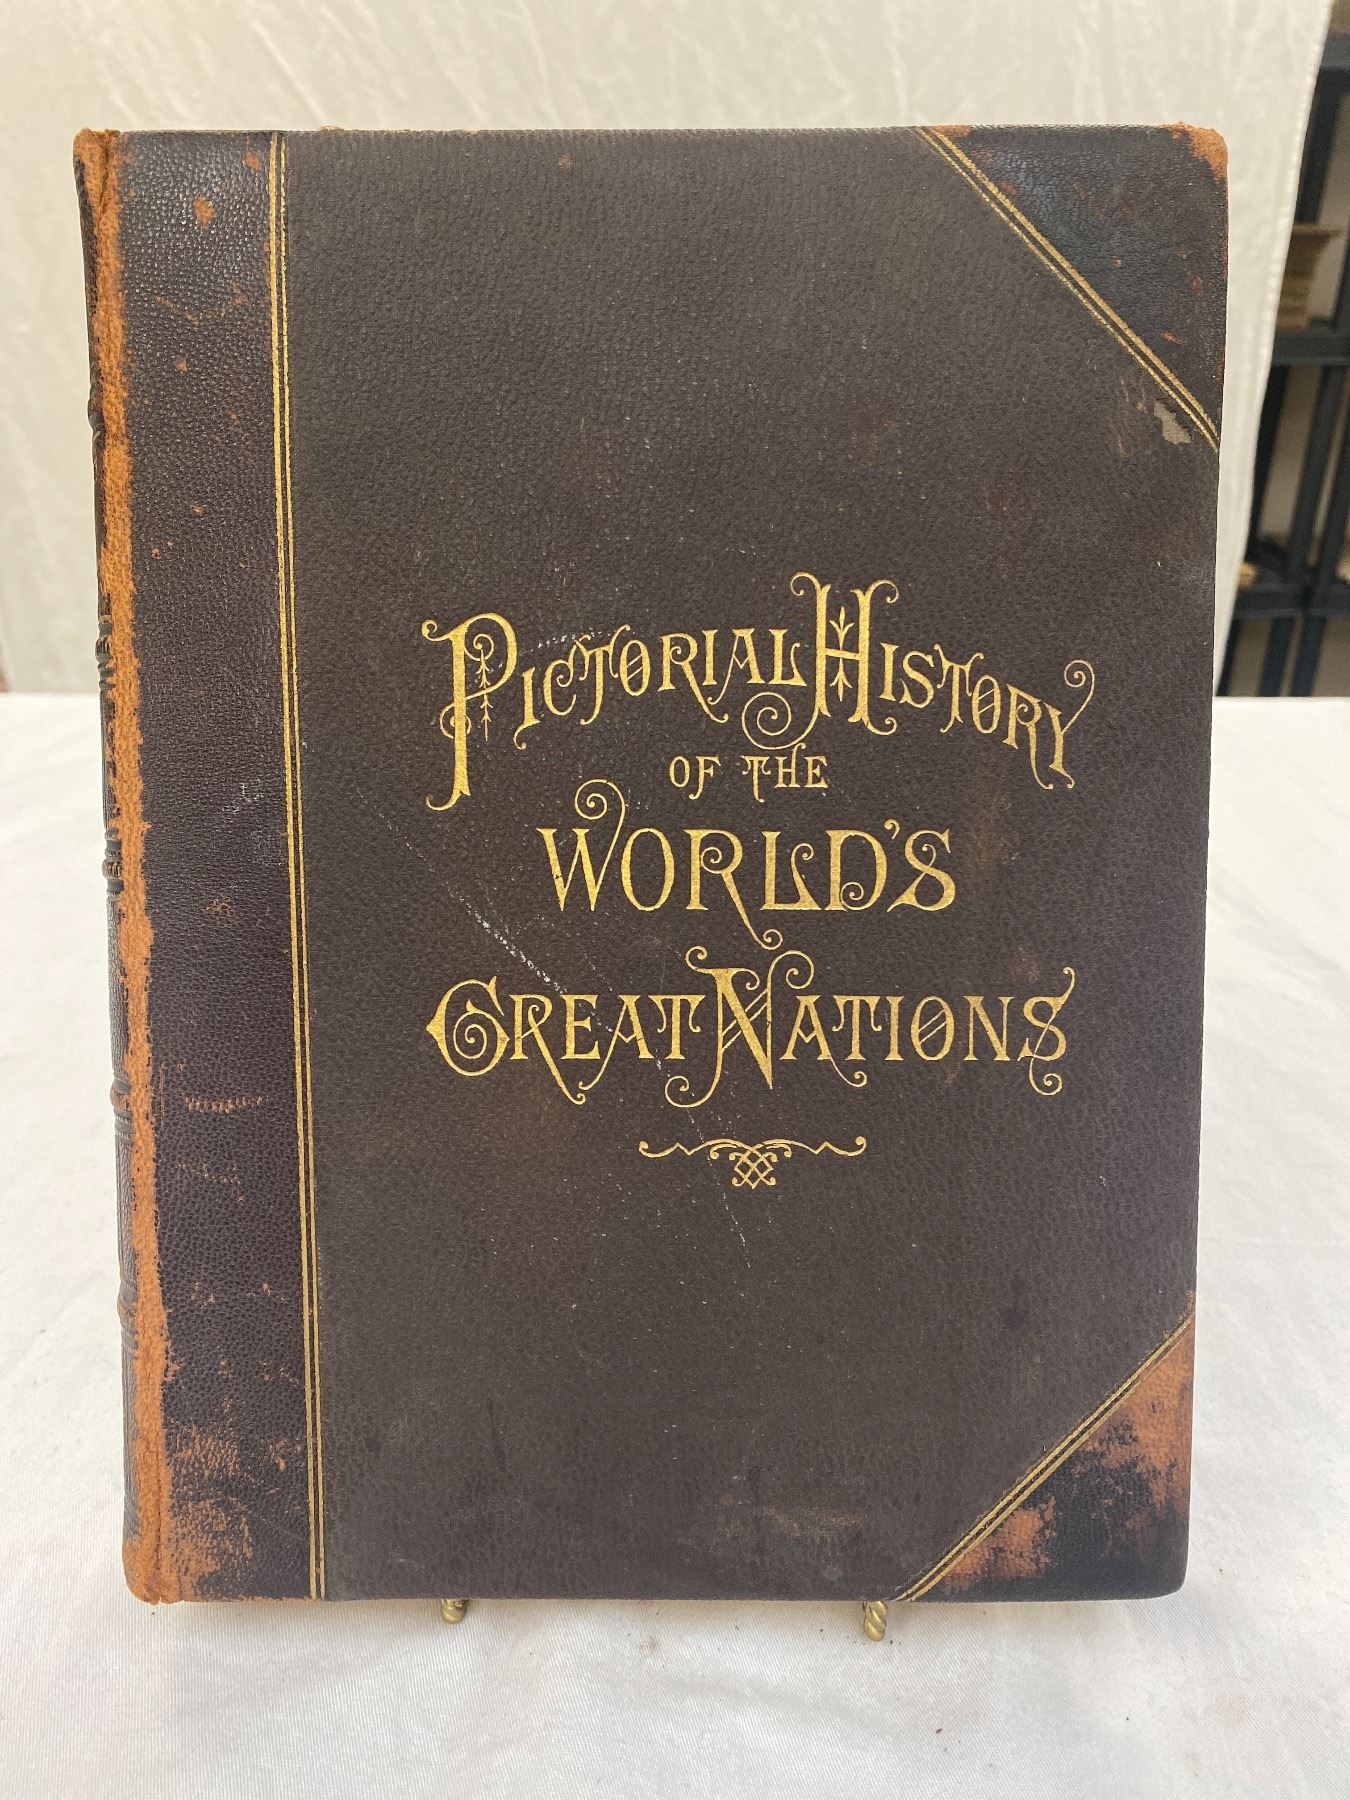 PICTORIAL HISTORY
OF THE
WORLD'S
GREAT NATIONS